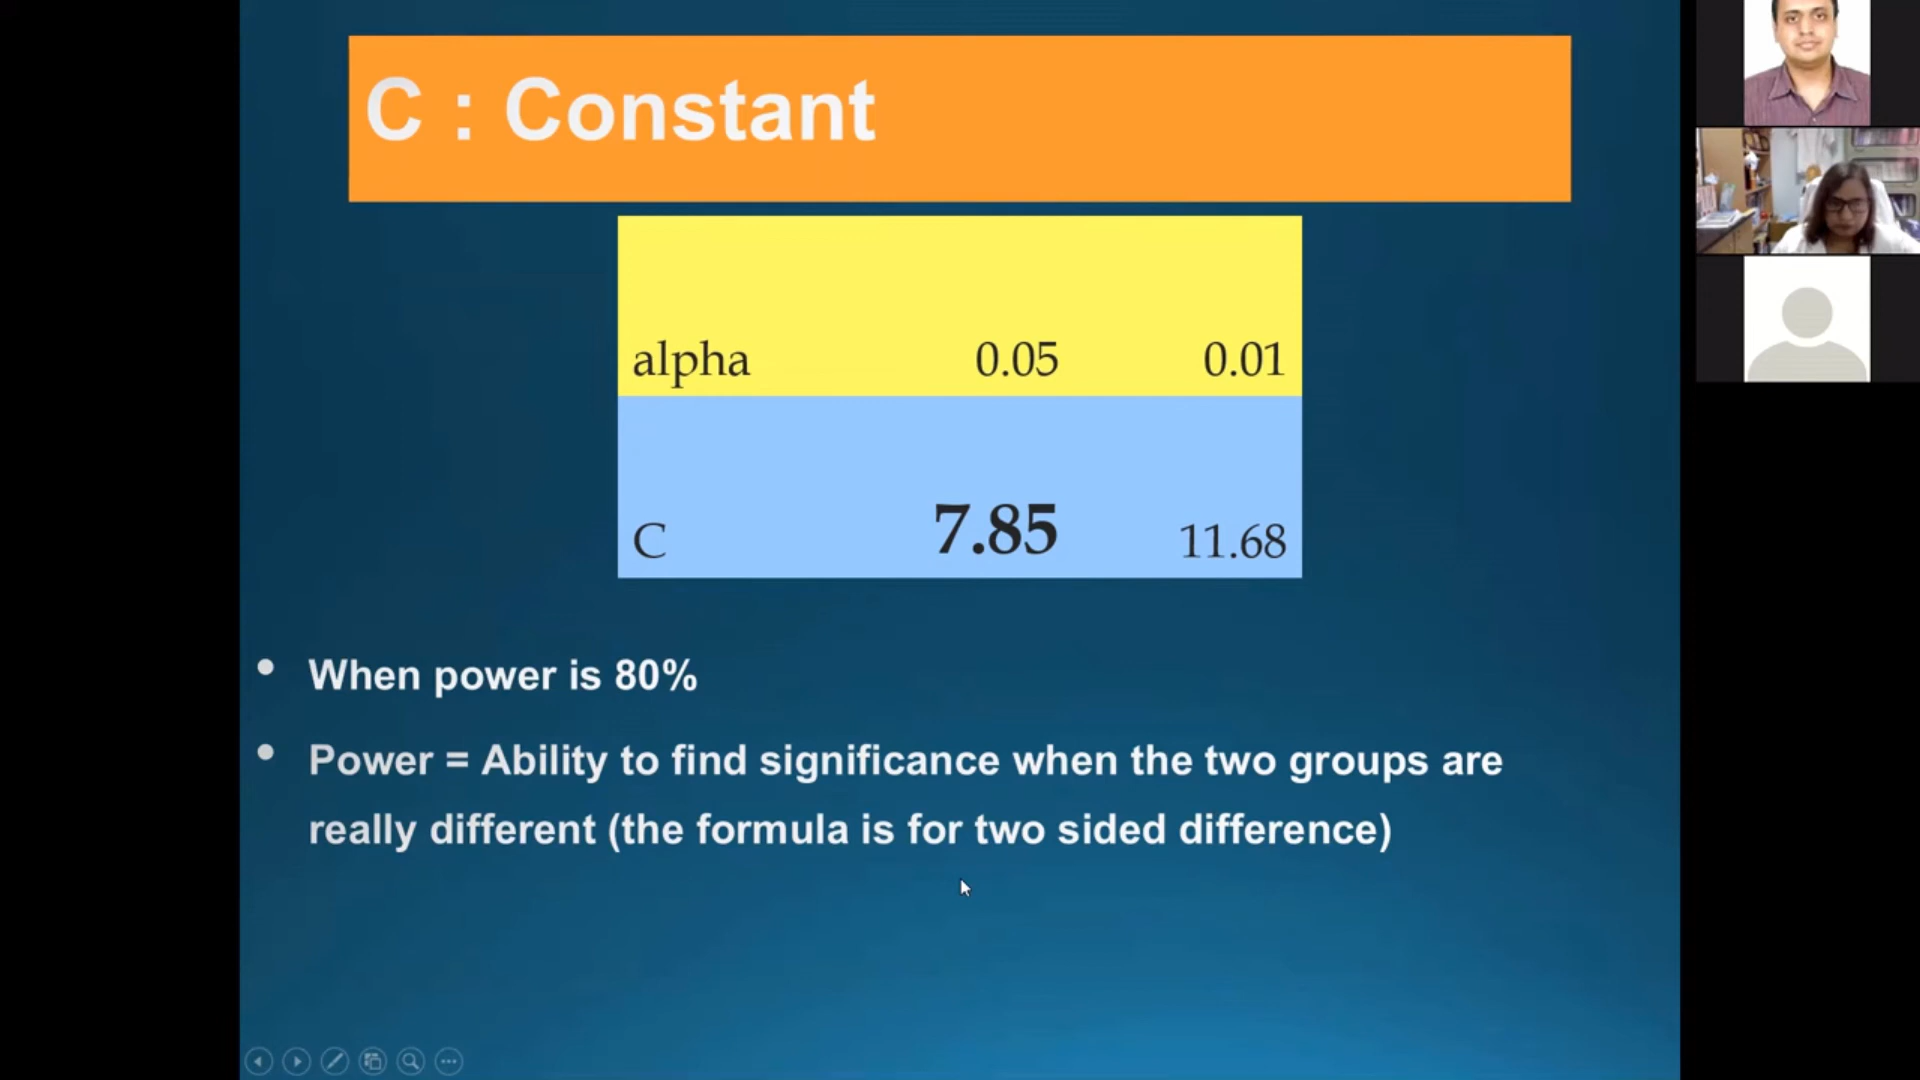 C : Constant
alpha 0.05 0.01
C 7.85 11.68
• When power is 80%
• Power = Ability to find significance when the two groups are
really different (the formula is for two sided difference)